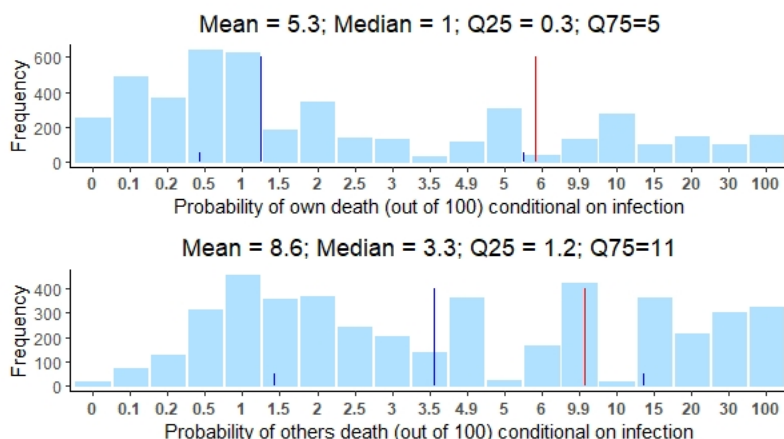 Mean = 5.3; Median = 1; Q25 = 0.3; Q75=5
600
400
200
0
Frequency
0 0.1 0.2 0.5 1 1.5 2 2.5 3 3.5 4.9 5 6 9.9 10 15 20 30 100
Probability of own death (out of 100) conditional on infection
Mean = 8.6; Median = 3.3; Q25 = 1.2; Q75=11
400
300
200
100
0
Frequency
0 0.1 0.2 0.5 1 1.5 2 2.5 3 3.5 4.9 5 6 9.9 10 15 20 30 100
Probability of others death (out of 100) conditional on infection